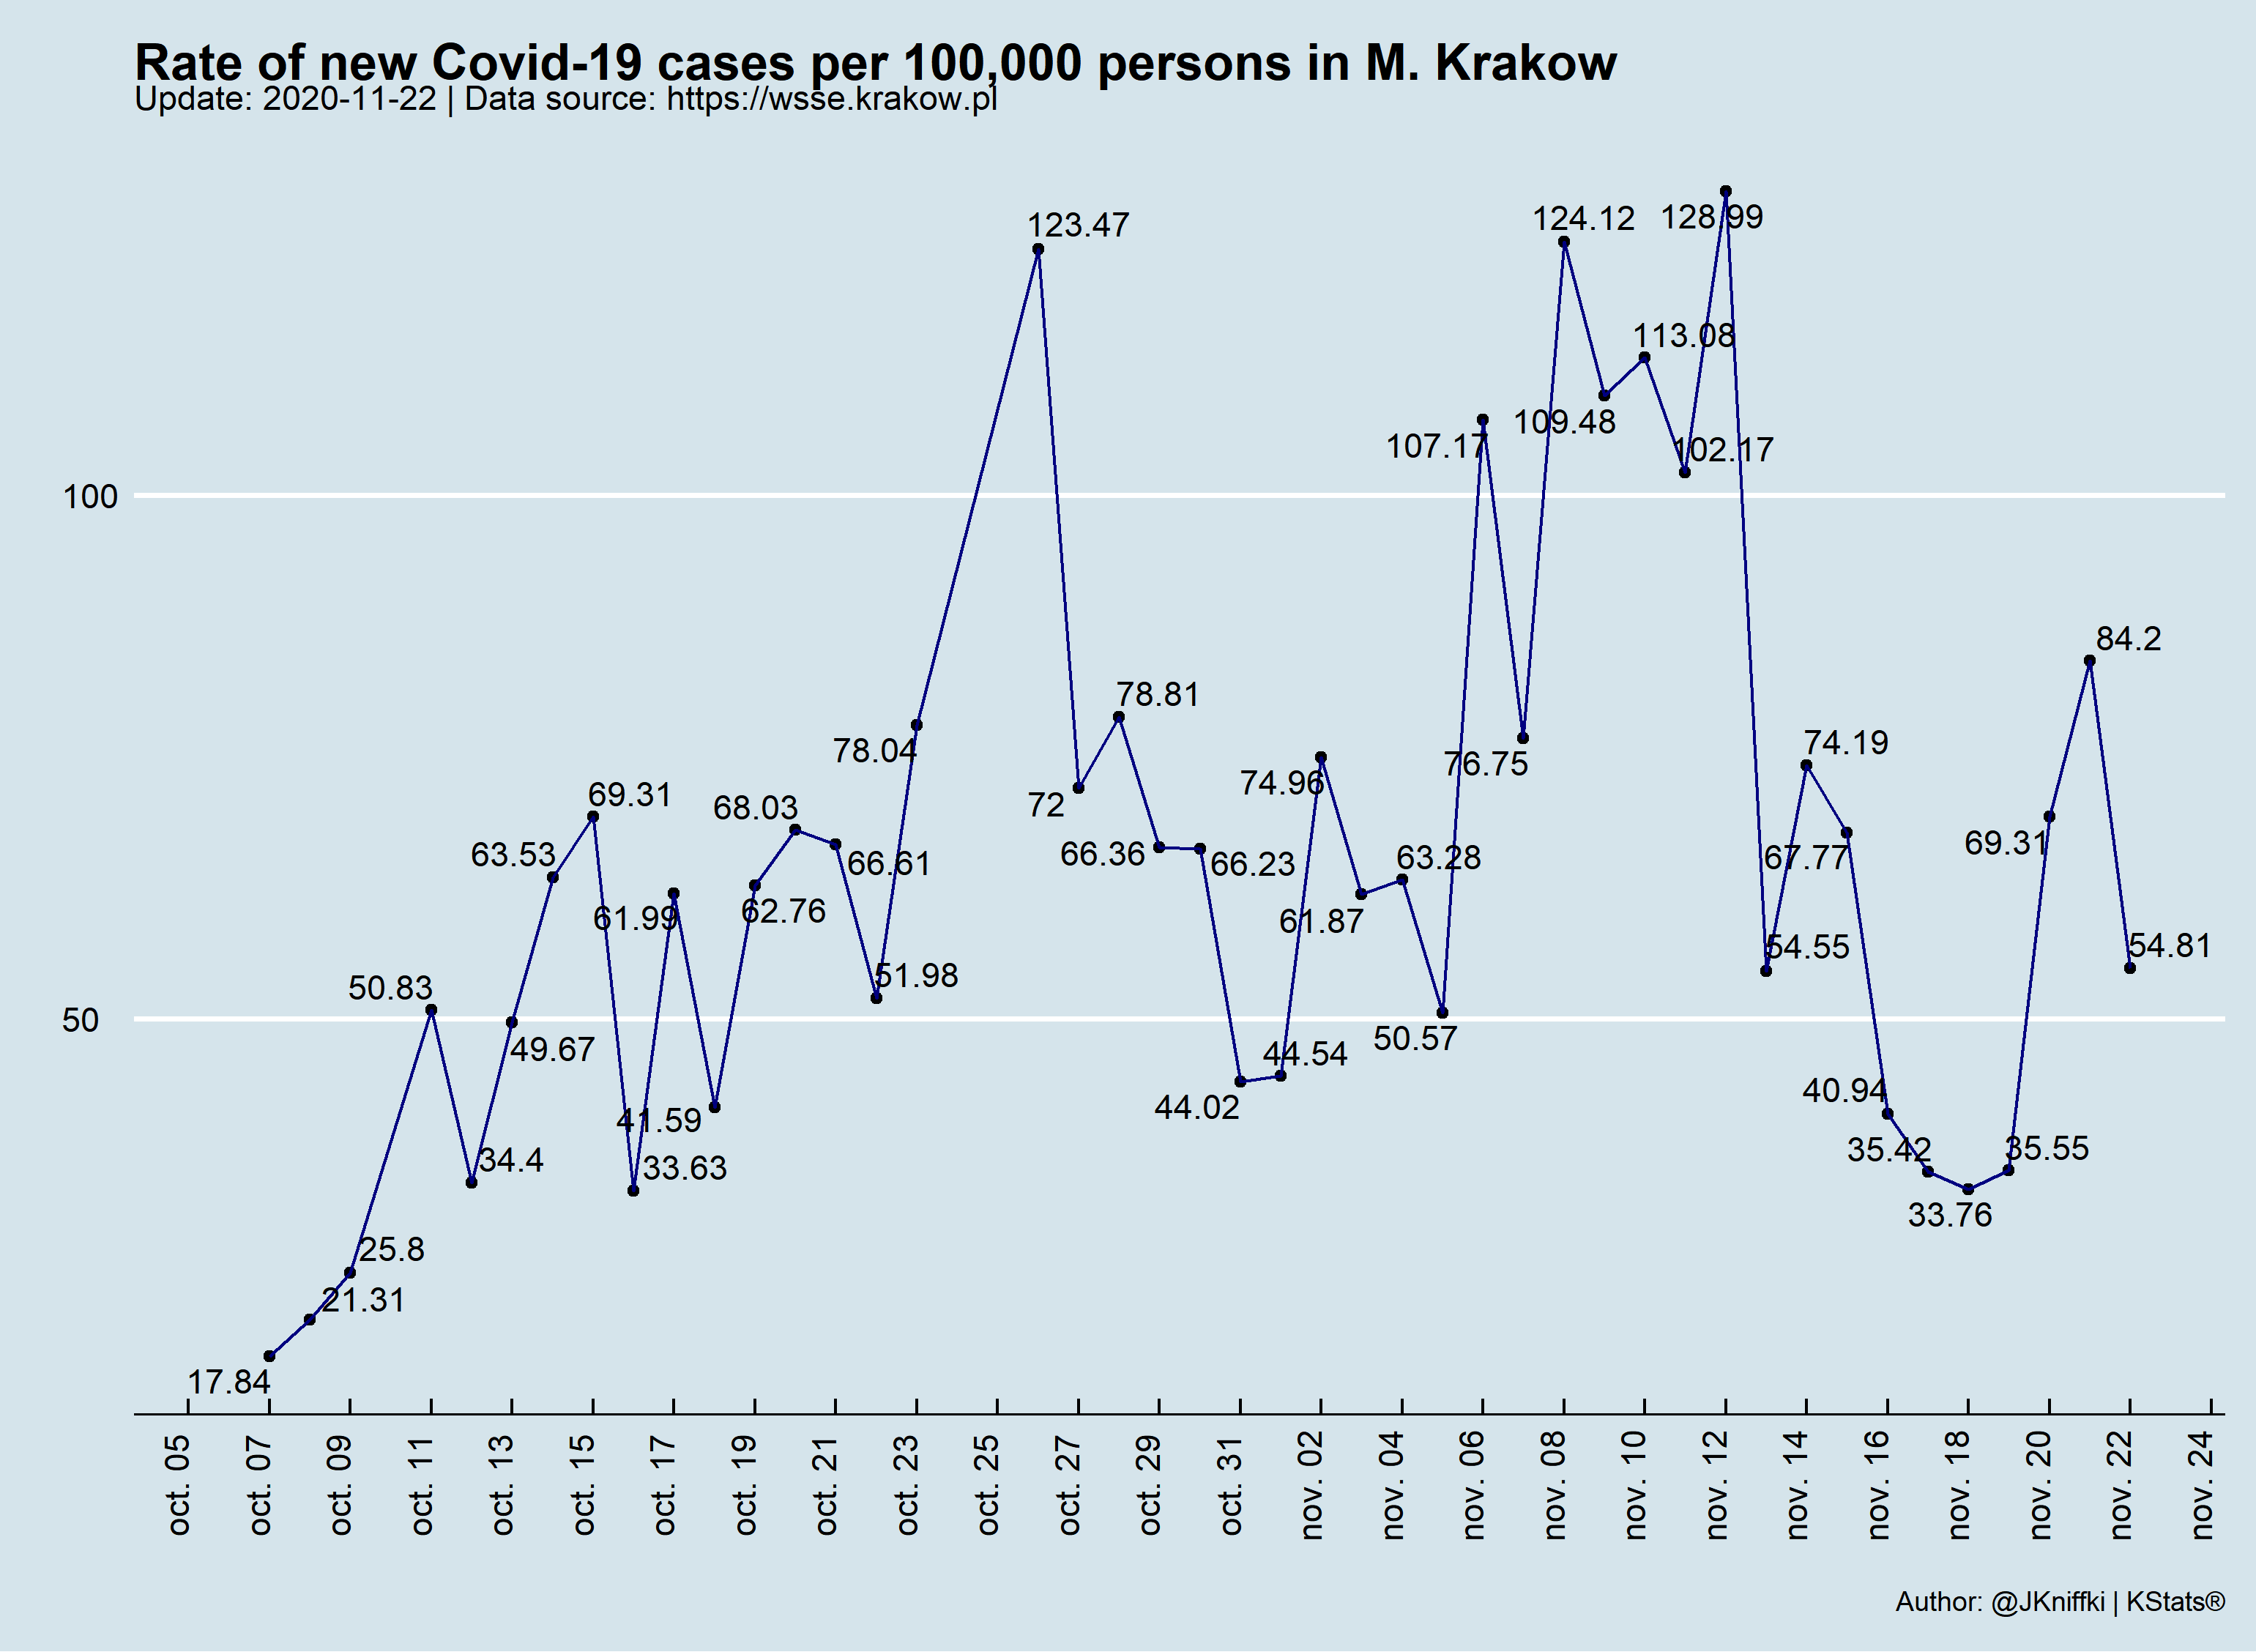 Rate of new Covid-19 cases per 100,000 persons in M. Krakow
Update: 2020-11-22 | Data source: https://wsse.krakow.pl
100
50
17.84
21.31
25.8
50.83
34.4
49.67
63.53
69.31
33.63
61.99
41.59
62.76
68.03
66.61
51.98
78.04
123.47
72
78.81
66.36
66.23
44.02
44.54
74.96
61.87
63.28
50.57
107.17
76.75
124.12
109.48
113.08
102.17
128.99
54.55
74.19
67.77
40.94
35.42
33.76
35.55
69.31
84.2
54.81
oct. 05
oct. 07
oct. 09
oct. 11
oct. 13
oct. 15
oct. 17
oct. 19
oct. 21
oct. 23
oct. 25
oct. 27
oct. 29
oct. 31
nov. 02
nov. 04
nov. 06
nov. 08
nov. 10
nov. 12
nov. 14
nov. 16
nov. 18
nov. 20
nov. 22
nov. 24
Author: @JKniffki | KStats®